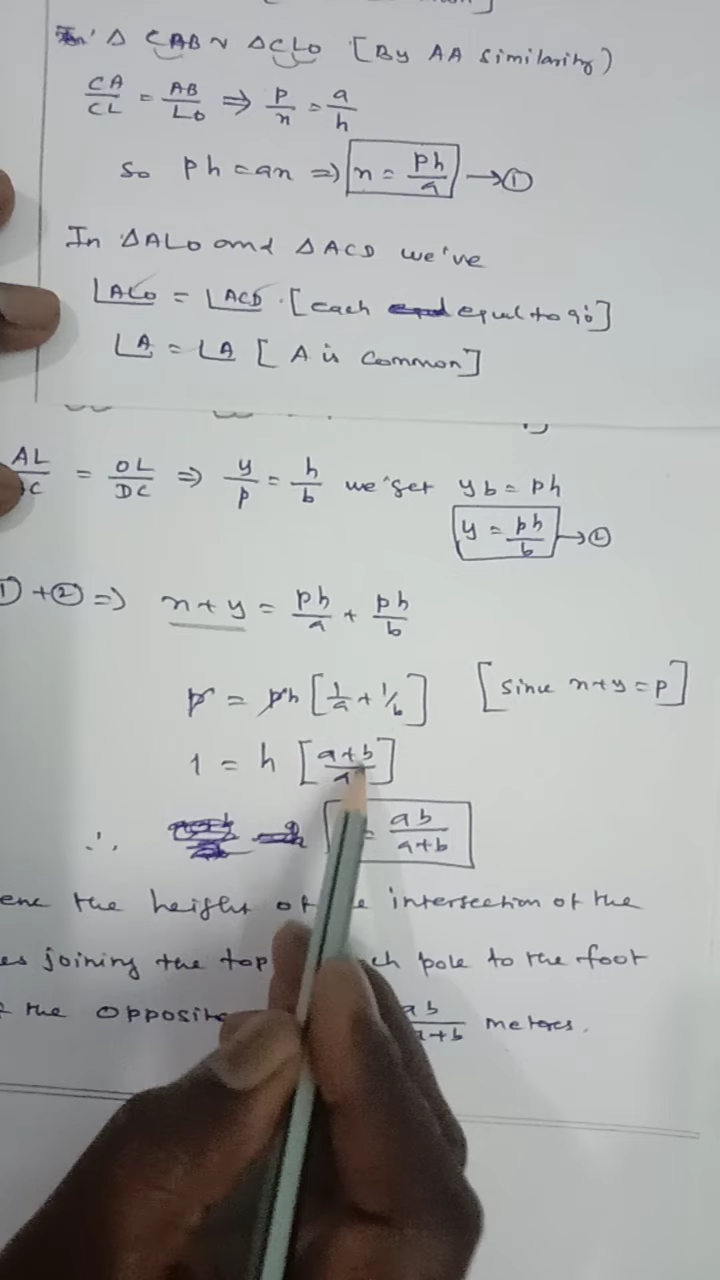 Δ CAB ~ ΔCLO [By AA similarity)
CA/CL = AB/LO ⇒ p/n = a/h
so ph = an ⇒ n = ph/a → ①
In ΔALO and ΔACD we've
∠ALO = ∠ACD. [each equal to 90]
∠A = ∠A [A is common]
AL/ C = OL/DC ⇒ y/p = h/b we get yb = ph
y = ph/b → ②
① + ② ⇒ n+y = ph/a + ph/b
p = ph [1/a + 1/b] [since n+y = p]
1 = h [a+b/a ]
∴ = ab/a+b
the height of intersection of the
joining the top pole to the foot
the opposite ab/a+b meters.